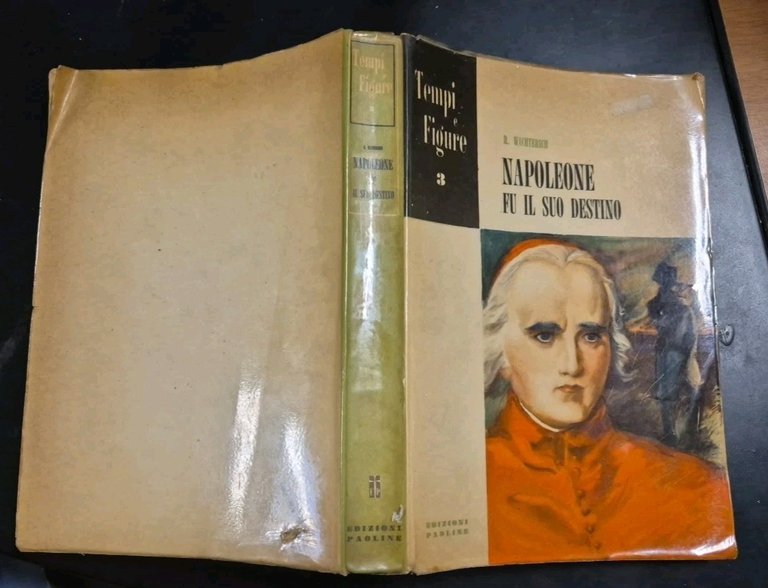 Tempi
e
Figure
NAPOLEONE
IL SUO DESTINO
EDIZIONI
PAOLINE
Tempi
e
Figure
3
R. WICHTERICH
NAPOLEONE
FU IL SUO DESTINO
EDIZIONI
PAOLINE